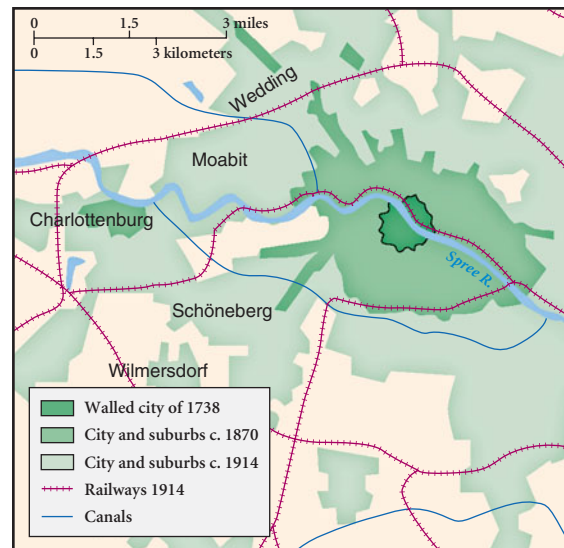 0 1.5 3 miles
0 1.5 3 kilometers
Wedding
Moabit
Charlottenburg
Spree R.
Schöneberg
Wilmersdorf
Walled city of 1738
City and suburbs c. 1870
City and suburbs c. 1914
Railways 1914
Canals